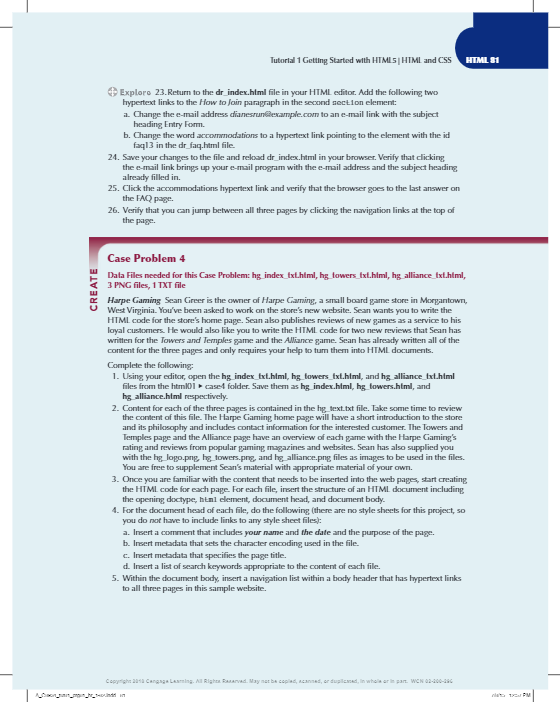 Tutorial 1 Getting Started with HTML5 | HTML and CSS HTML 81
Explore 23. Return to the dr_index.html file in your HTML editor. Add the following two
hypertext links to the How to Join paragraph in the second section element:
a. Change the e-mail address dianesrun@example.com to an e-mail link with the subject
heading Entry Form.
b. Change the word accommodations to a hypertext link pointing to the element with the id
faq13 in the dr_faq.html file.
24. Save your changes to the file and reload dr_index.html in your browser. Verify that clicking
the e-mail link brings up your e-mail program with the e-mail address and the subject heading
already filled in.
25. Click the accommodations hypertext link and verify that the browser goes to the last answer on
the FAQ page.
26. Verify that you can jump between all three pages by clicking the navigation links at the top of
the page.
CREATE
Case Problem 4
Data Files needed for this Case Problem: hg_index_txt.html, hg_towers_txt.html, hg_alliance_txt.html,
3 PNG files, 1 TXT file
Harpe Gaming Sean Greer is the owner of Harpe Gaming, a small board game store in Morgantown,
West Virginia. You've been asked to work on the store's new website. Sean wants you to write the
HTML code for the store's home page. Sean also publishes reviews of new games as a service to his
loyal customers. He would also like you to write the HTML code for two new reviews that Sean has
written for the Towers and Temples game and the Alliance game. Sean has already written all of the
content for the three pages and only requires your help to turn them into HTML documents.
Complete the following:
1. Using your editor, open the hg_index_txt.html, hg_towers_txt.html, and hg_alliance_txt.html
files from the html01 ▸ case4 folder. Save them as hg_index.html, hg_towers.html, and
hg_alliance.html respectively.
2. Content for each of the three pages is contained in the hg_text.txt file. Take some time to review
the content of this file. The Harpe Gaming home page will have a short introduction to the store
and its philosophy and includes contact information for the interested customer. The Towers and
Temples page and the Alliance page have an overview of each game with the Harpe Gaming's
rating and reviews from popular gaming magazines and websites. Sean has also supplied you
with the hg_logo.png, hg_towers.png, and hg_alliance.png files as images to be used in the files.
You are free to supplement Sean's material with appropriate material of your own.
3. Once you are familiar with the content that needs to be inserted into the web pages, start creating
the HTML code for each page. For each file, insert the structure of an HTML document including
the opening doctype, html element, document head, and document body.
4. For the document head of each file, do the following (there are no style sheets for this project, so
you do not have to include links to any style sheet files):
a. Insert a comment that includes your name and the date and the purpose of the page.
b. Insert metadata that sets the character encoding used in the file.
c. Insert metadata that specifies the page title.
d. Insert a list of search keywords appropriate to the content of each file.
5. Within the document body, insert a navigation list within a body header that has hypertext links
to all three pages in this sample website.
Cengage Learning. All Rights Reserved. May not be copied, scanned, or duplicated, in whole or in part.
PM